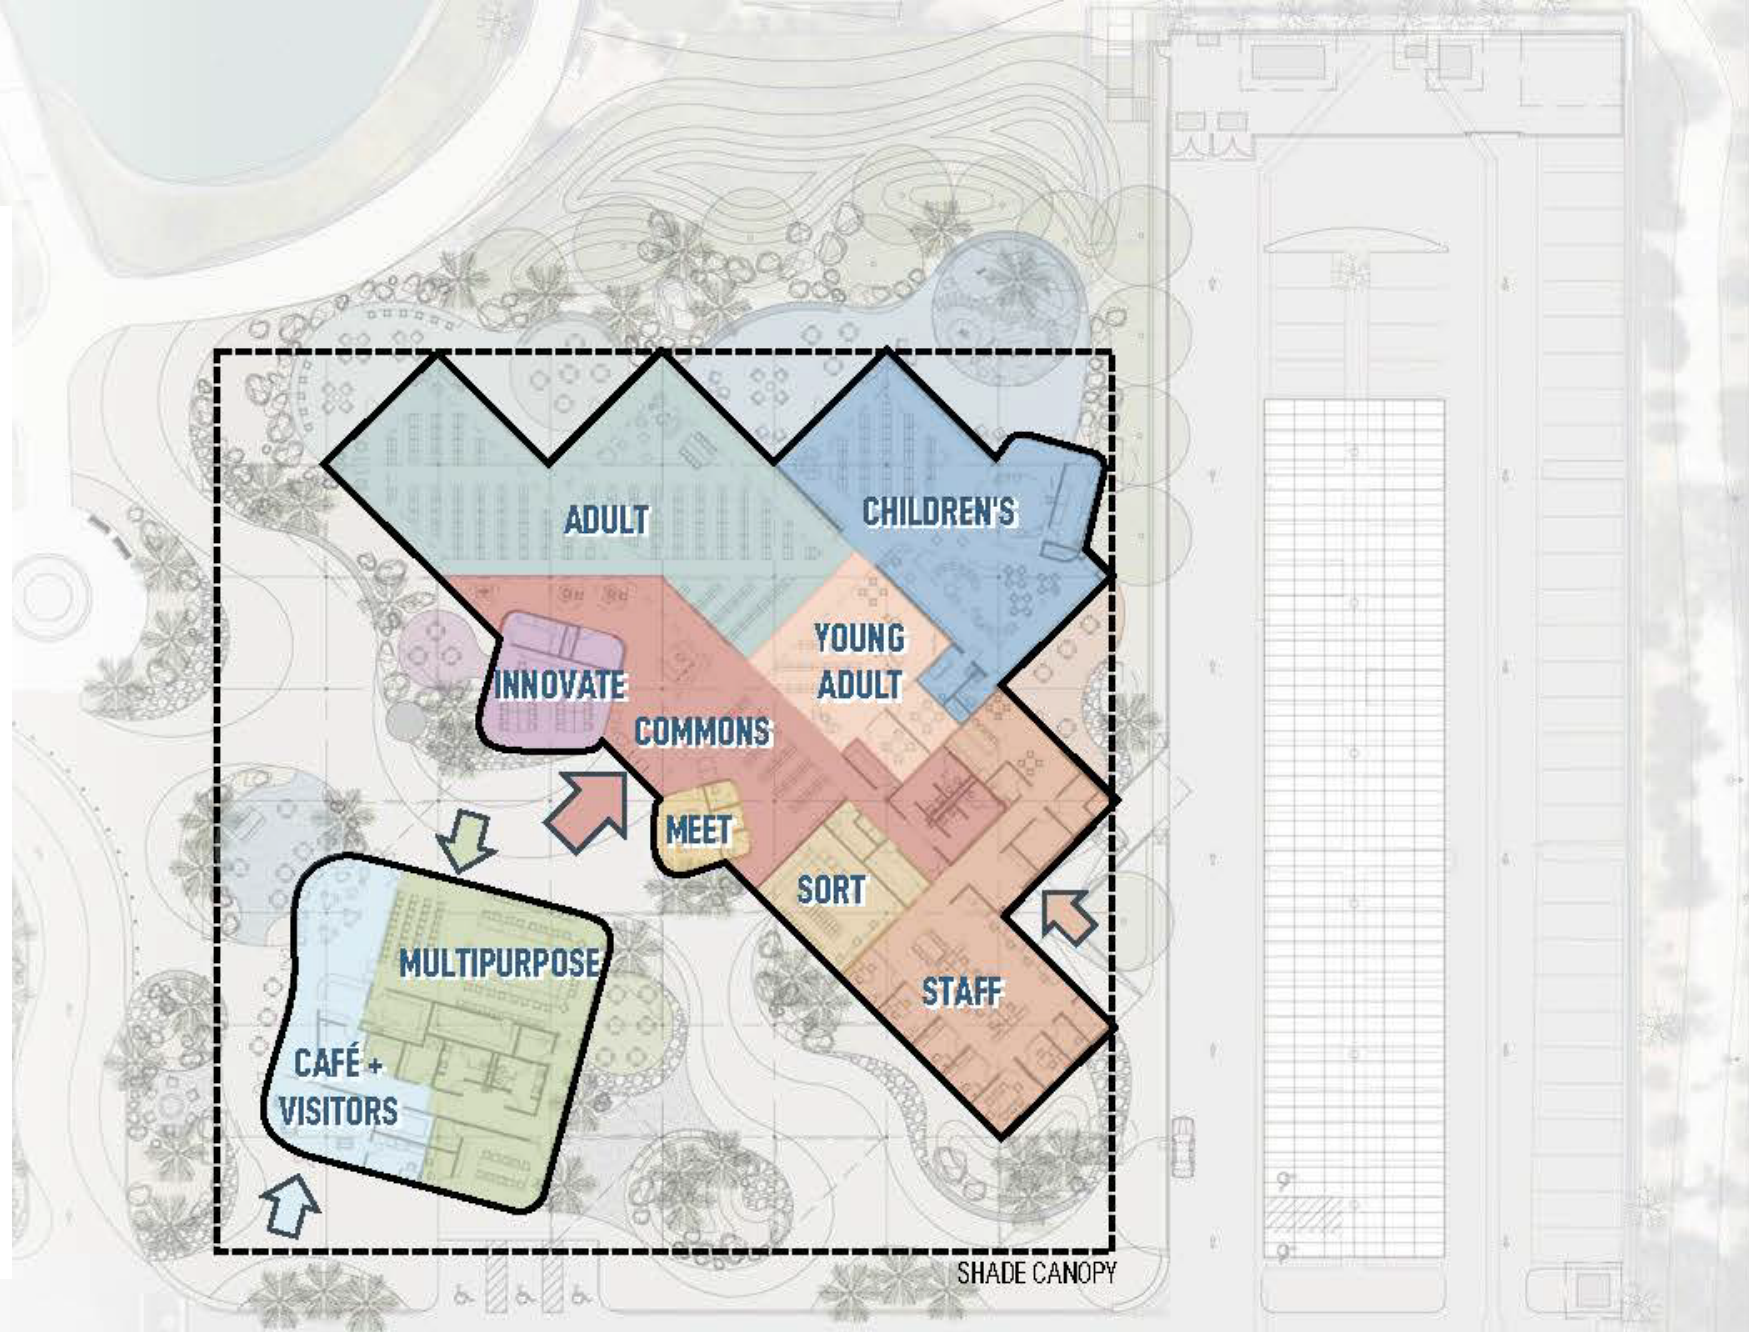 ADULT
CHILDREN'S
YOUNG
ADULT
INNOVATE
COMMONS
MEET
SORT
MULTIPURPOSE
STAFF
CAFÉ +
VISITORS
SHADE CANOPY